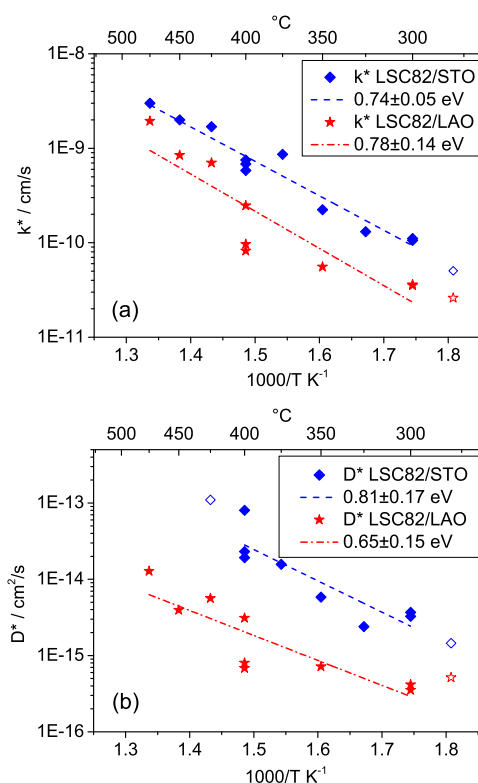 °C
500 450 400 350 300
1E-8
1E-9
1E-10
1E-11
k* / cm/s
k* LSC82/STO
0.74±0.05 eV
k* LSC82/LAO
0.78±0.14 eV
(a)
1.3 1.4 1.5 1.6 1.7 1.8
1000/T K⁻¹
°C
500 450 400 350 300
1E-13
1E-14
1E-15
1E-16
D* / cm²/s
D* LSC82/STO
0.81±0.17 eV
D* LSC82/LAO
0.65±0.15 eV
(b)
1.3 1.4 1.5 1.6 1.7 1.8
1000/T K⁻¹